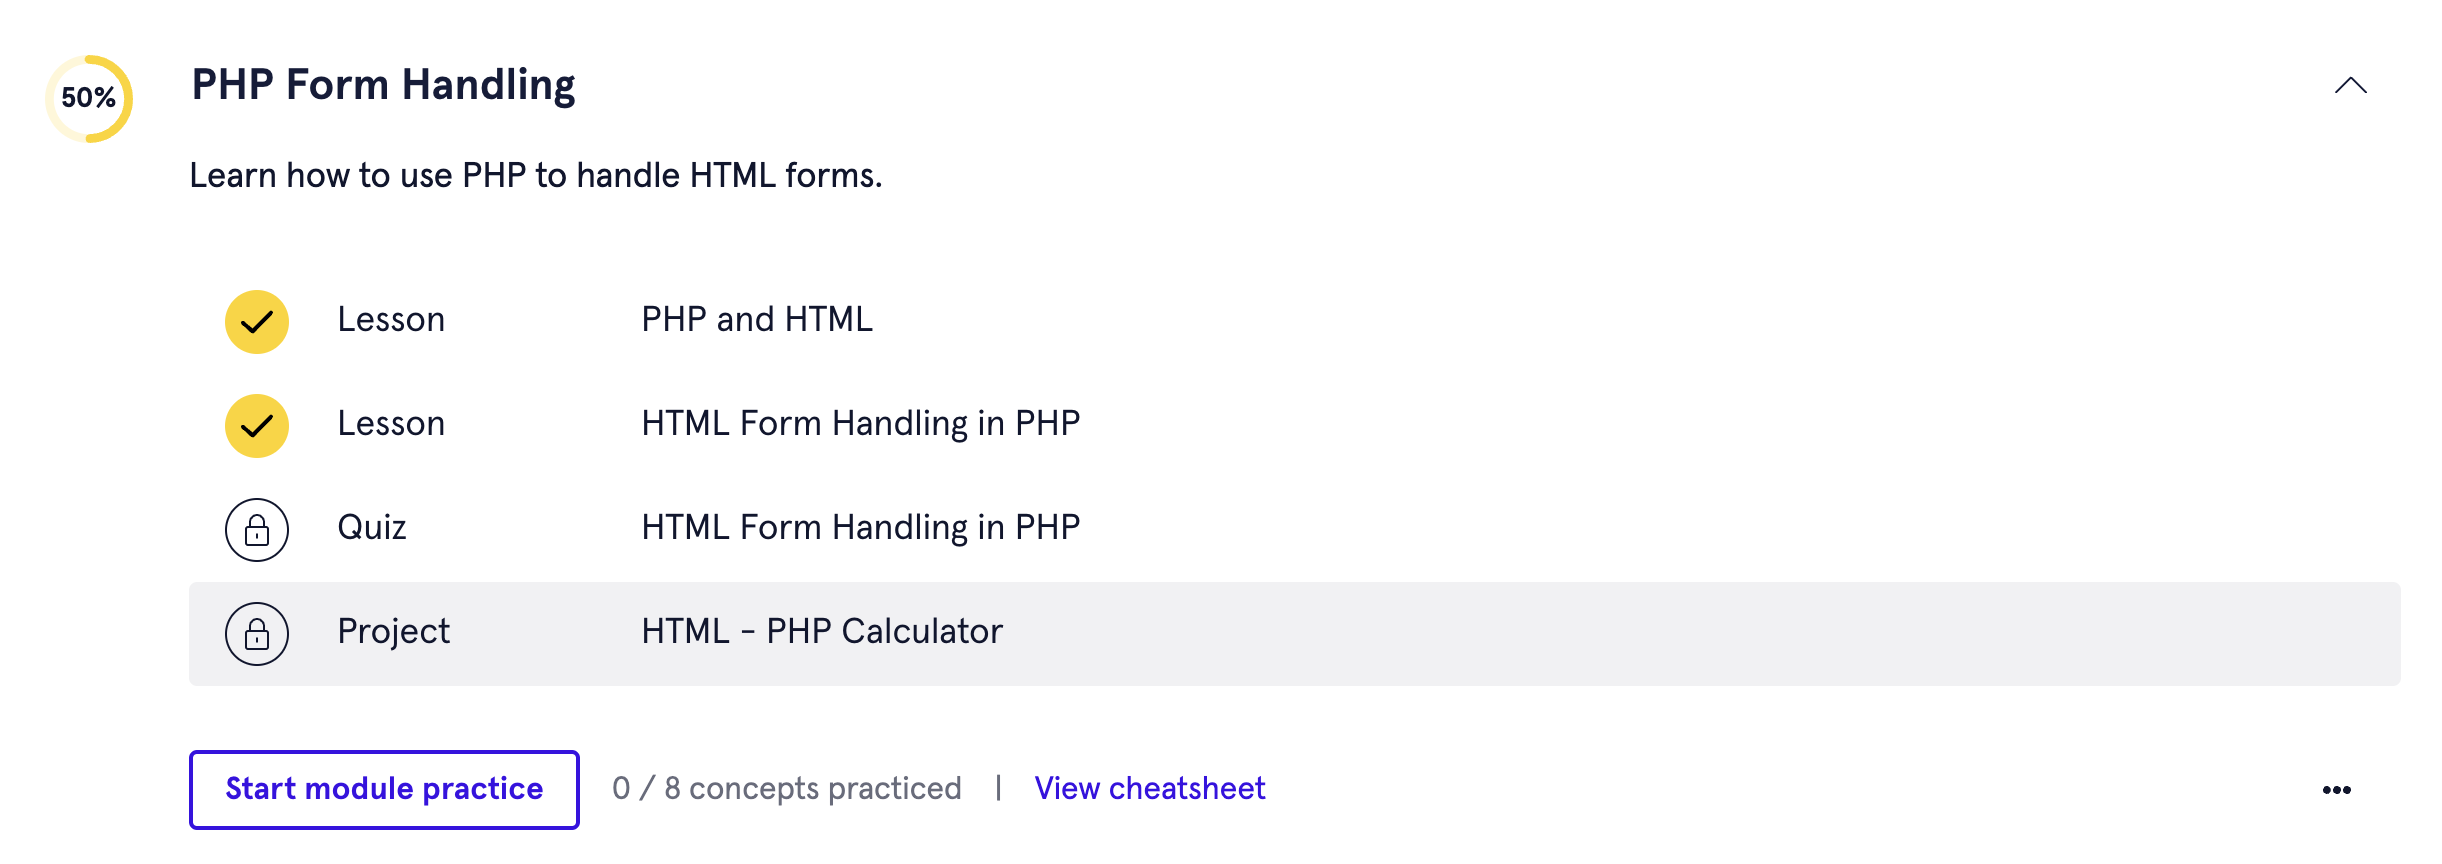 50%
PHP Form Handling
Learn how to use PHP to handle HTML forms.
Lesson PHP and HTML
Lesson HTML Form Handling in PHP
Quiz HTML Form Handling in PHP
Project HTML - PHP Calculator
Start module practice 0 / 8 concepts practiced | View cheatsheet